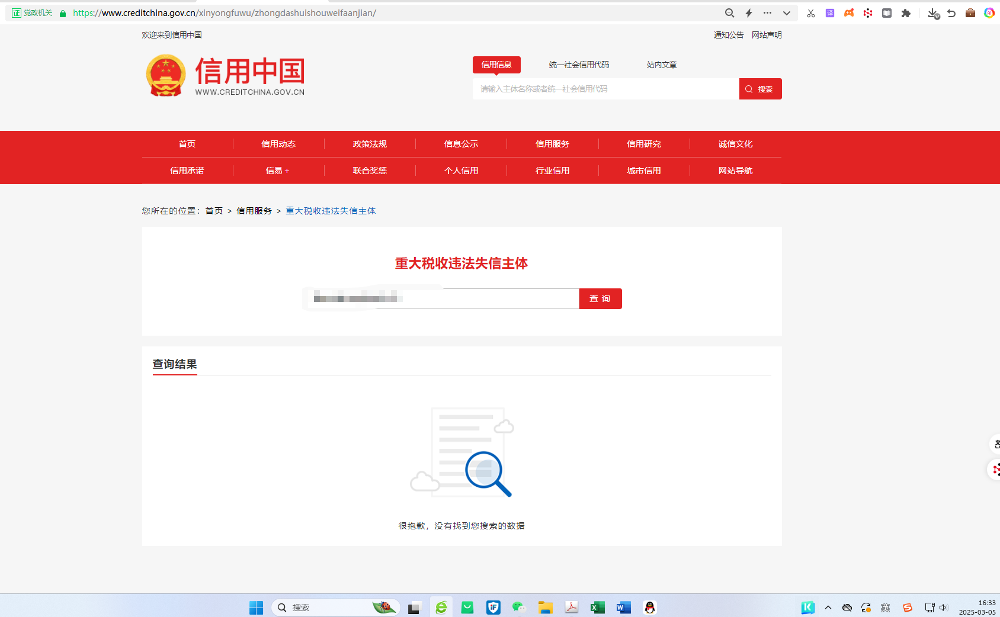 证 党政机关 https://www.creditchina.gov.cn/xinyongfuwu/zhongdashuishouweifaanjian/
译
欢迎来到信用中国
通知公告 网站声明
信用中国
WWW.CREDITCHINA.GOV.CN
信用信息 统一社会信用代码 站内文章
请输入主体名称或者统一社会信用代码
搜索
首页 信用动态 政策法规 信息公示 信用服务 信用研究 诚信文化
信用承诺 信易+ 联合奖惩 个人信用 行业信用 城市信用 网站导航
您所在的位置：首页 > 信用服务 > 重大税收违法失信主体
重大税收违法失信主体
查 询
查询结果
很抱歉，没有找到您搜索的数据
搜索
英
16:33
2025-03-05